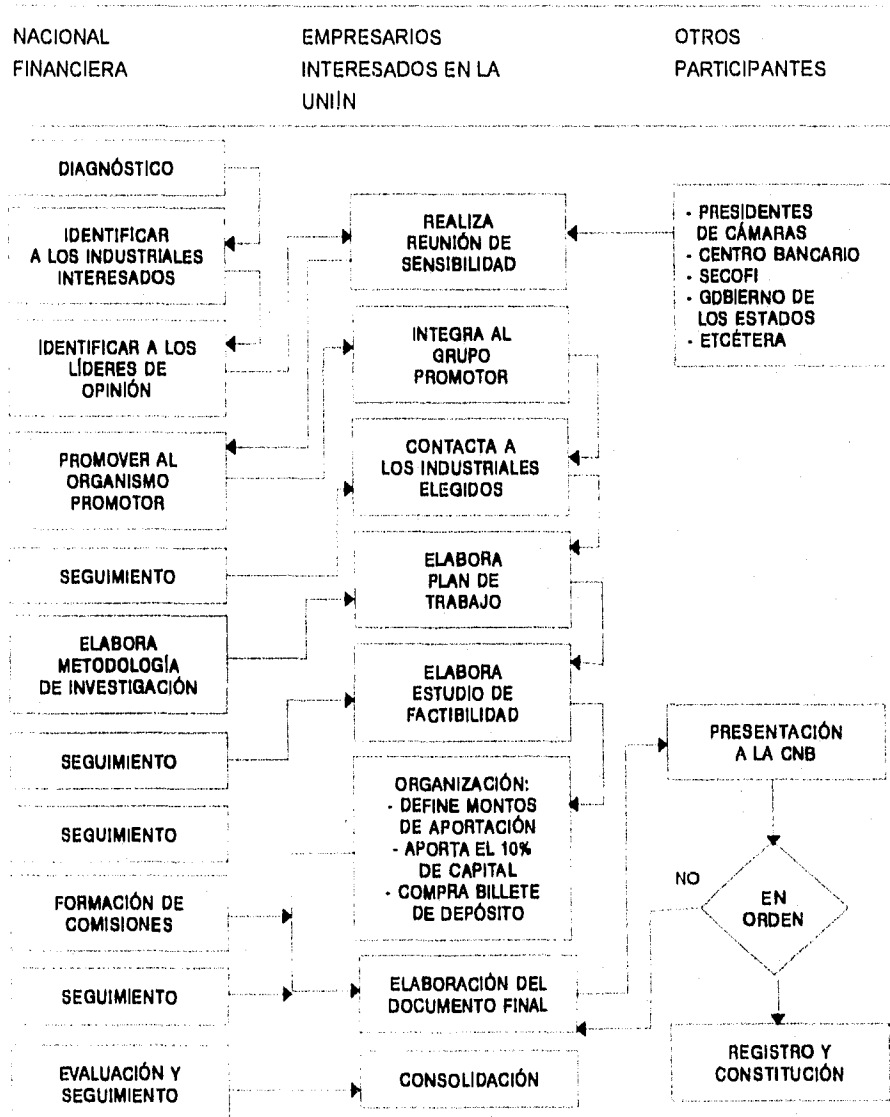 NACIONAL
FINANCIERA
EMPRESARIOS
INTERESADOS EN LA
UNI|N
OTROS
PARTICIPANTES
DIAGNÓSTICO
IDENTIFICAR
A LOS INDUSTRIALES
INTERESADOS
IDENTIFICAR A LOS
LÍDERES DE
OPINIÓN
PROMOVER AL
ORGANISMO
PROMOTOR
SEGUIMIENTO
ELABORA
METODOLOGÍA
DE INVESTIGACIÓN
SEGUIMIENTO
SEGUIMIENTO
FORMACIÓN DE
COMISIONES
SEGUIMIENTO
EVALUACIÓN Y
SEGUIMIENTO
REALIZA
REUNIÓN DE
SENSIBILIDAD
INTEGRA AL
GRUPO
PROMOTOR
CONTACTA A
LOS INDUSTRIALES
ELEGIDOS
ELABORA
PLAN DE
TRABAJO
ELABORA
ESTUDIO DE
FACTIBILIDAD
ORGANIZACIÓN:
- DEFINE MONTOS
DE APORTACIÓN
- APORTA EL 10%
DE CAPITAL
- COMPRA BILLETE
DE DEPÓSITO
ELABORACIÓN DEL
DOCUMENTO FINAL
CONSOLIDACIÓN
- PRESIDENTES
DE CÁMARAS
- CENTRO BANCARIO
- SECOFI
- GOBIERNO DE
LOS ESTADOS
- ETCÉTERA
PRESENTACIÓN
A LA CNB
NO
EN
ORDEN
REGISTRO Y
CONSTITUCIÓN